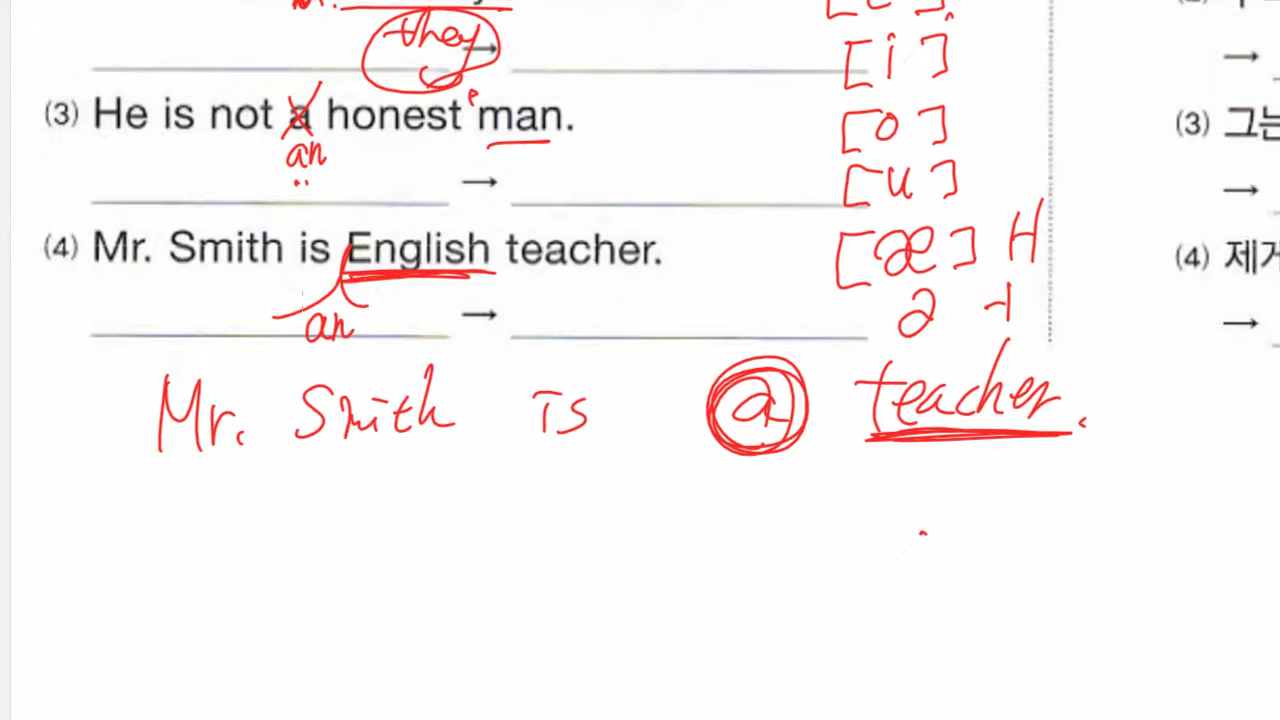 they
→
[i]
→
(3) He is not a honest man.
an
[o]
(3) 그는
→
[u]
→
(4) Mr. Smith is English teacher.
[æ] ㅐ
(4) 제가
an
→
ə ㅓ
→
Mr. Smith is a teacher.